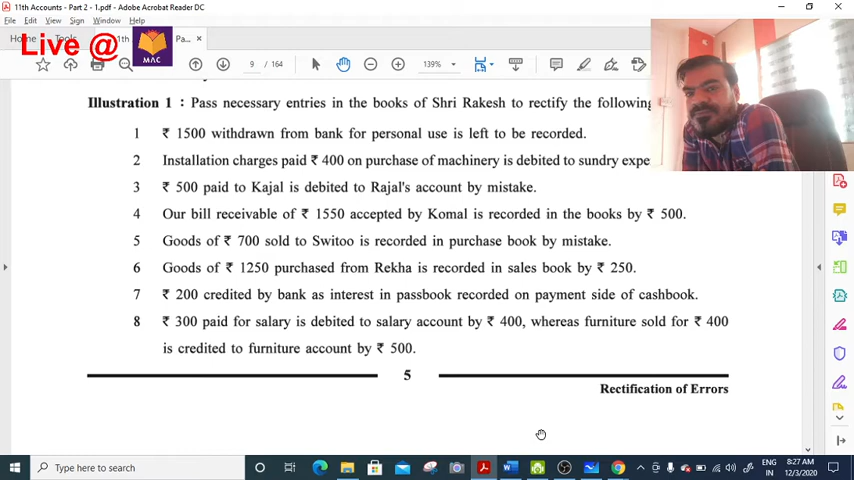 11th Accounts - Part 2 - 1.pdf - Adobe Acrobat Reader DC
File Edit View Sign Window Help
Home Tools 11th Pa... ×
Live @
MAC
9 / 164
139%
Illustration 1 : Pass necessary entries in the books of Shri Rakesh to rectify the following
1 ₹ 1500 withdrawn from bank for personal use is left to be recorded.
2 Installation charges paid ₹ 400 on purchase of machinery is debited to sundry expe
3 ₹ 500 paid to Kajal is debited to Rajal's account by mistake.
4 Our bill receivable of ₹ 1550 accepted by Komal is recorded in the books by ₹ 500.
5 Goods of ₹ 700 sold to Switoo is recorded in purchase book by mistake.
6 Goods of ₹ 1250 purchased from Rekha is recorded in sales book by ₹ 250.
7 ₹ 200 credited by bank as interest in passbook recorded on payment side of cashbook.
8 ₹ 300 paid for salary is debited to salary account by ₹ 400, whereas furniture sold for ₹ 400
is credited to furniture account by ₹ 500.
5
Rectification of Errors
Type here to search
ENG
IN
8:27 AM
12/3/2020